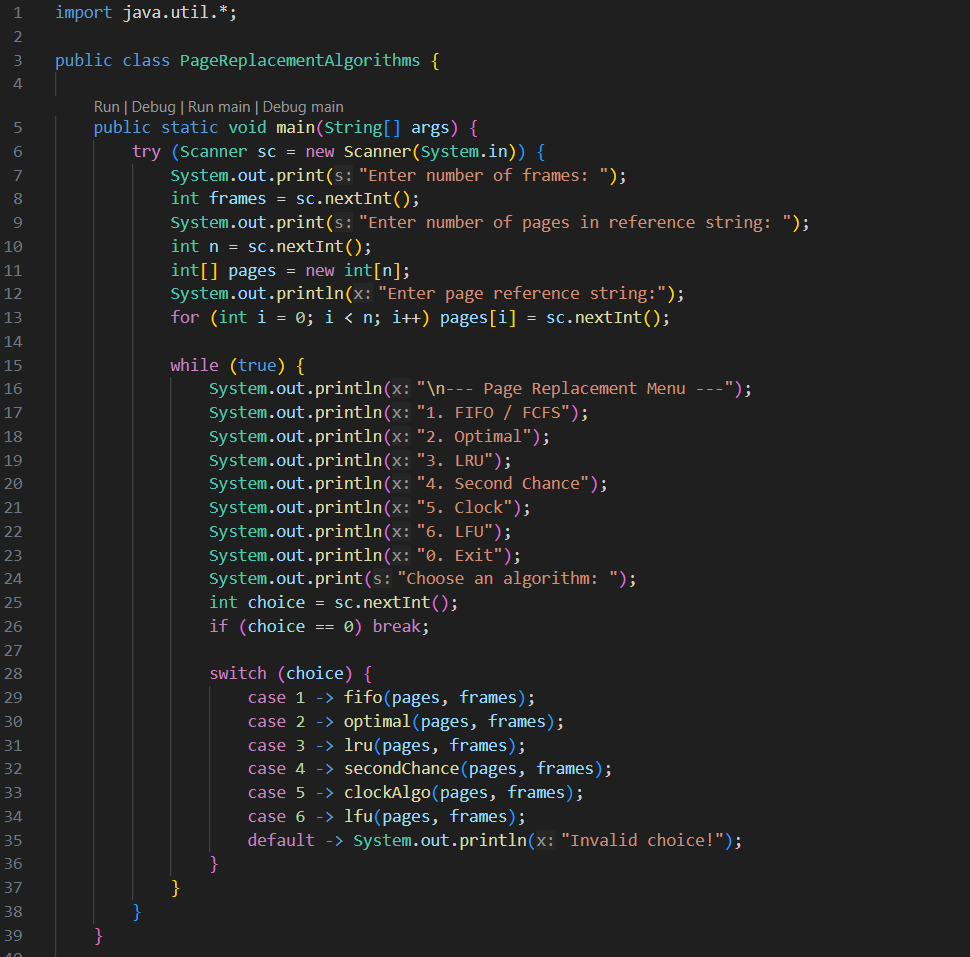 1 import java.util.*;
2
3 public class PageReplacementAlgorithms {
4
Run | Debug | Run main | Debug main
5 public static void main(String[] args) {
6 try (Scanner sc = new Scanner(System.in)) {
7 System.out.print(s: "Enter number of frames: ");
8 int frames = sc.nextInt();
9 System.out.print(s: "Enter number of pages in reference string: ");
10 int n = sc.nextInt();
11 int[] pages = new int[n];
12 System.out.println(x: "Enter page reference string:");
13 for (int i = 0; i < n; i++) pages[i] = sc.nextInt();
14
15 while (true) {
16 System.out.println(x: "\n--- Page Replacement Menu ---");
17 System.out.println(x: "1. FIFO / FCFS");
18 System.out.println(x: "2. Optimal");
19 System.out.println(x: "3. LRU");
20 System.out.println(x: "4. Second Chance");
21 System.out.println(x: "5. Clock");
22 System.out.println(x: "6. LFU");
23 System.out.println(x: "0. Exit");
24 System.out.print(s: "Choose an algorithm: ");
25 int choice = sc.nextInt();
26 if (choice == 0) break;
27
28 switch (choice) {
29 case 1 -> fifo(pages, frames);
30 case 2 -> optimal(pages, frames);
31 case 3 -> lru(pages, frames);
32 case 4 -> secondChance(pages, frames);
33 case 5 -> clockAlgo(pages, frames);
34 case 6 -> lfu(pages, frames);
35 default -> System.out.println(x: "Invalid choice!");
36 }
37 }
38 }
39 }